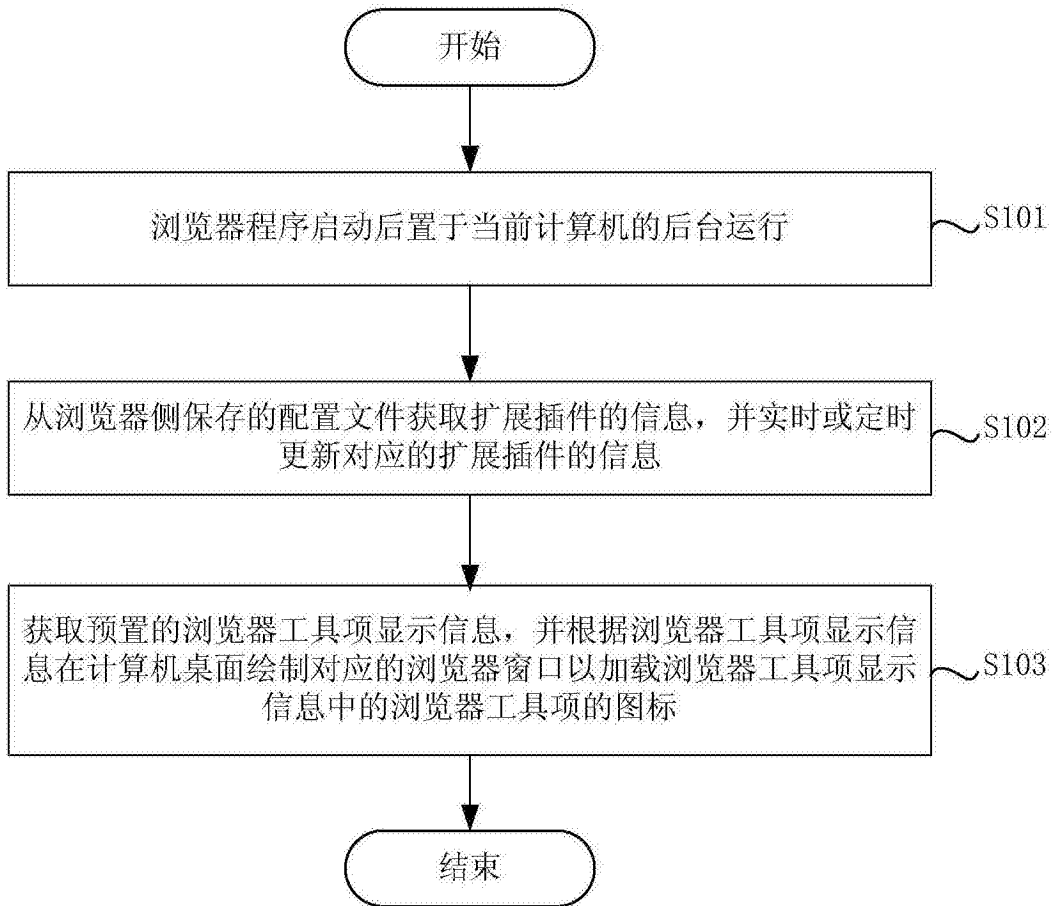 开始
浏览器程序启动后置于当前计算机的后台运行
S101
从浏览器侧保存的配置文件获取扩展插件的信息，并实时或定时
更新对应的扩展插件的信息
S102
获取预置的浏览器工具项显示信息，并根据浏览器工具项显示信
息在计算机桌面绘制对应的浏览器窗口以加载浏览器工具项显示
信息中的浏览器工具项的图标
S103
结束